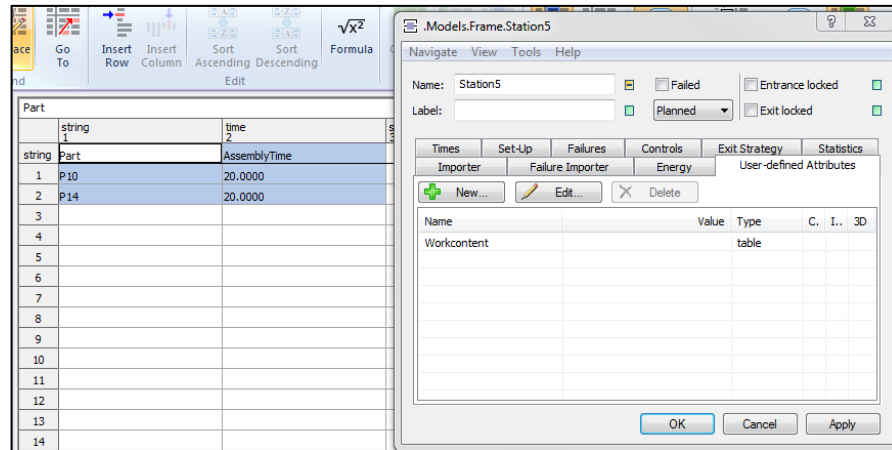 ace
Go
To
Insert
Row
Insert
Column
Sort
Ascending
Sort
Descending
√x²
Formula
nd
Edit
Part
string
1
time
2
string Part AssemblyTime
1 P10 20.0000
2 P14 20.0000
3
4
5
6
7
8
9
10
11
12
13
14
.Models.Frame.Station5
Navigate View Tools Help
Name: Station5 Failed Entrance locked
Label: Planned Exit locked
Times Set-Up Failures Controls Exit Strategy Statistics
Importer Failure Importer Energy User-defined Attributes
New... Edit... Delete
Name Value Type C. I.. 3D
Workcontent table
OK Cancel Apply